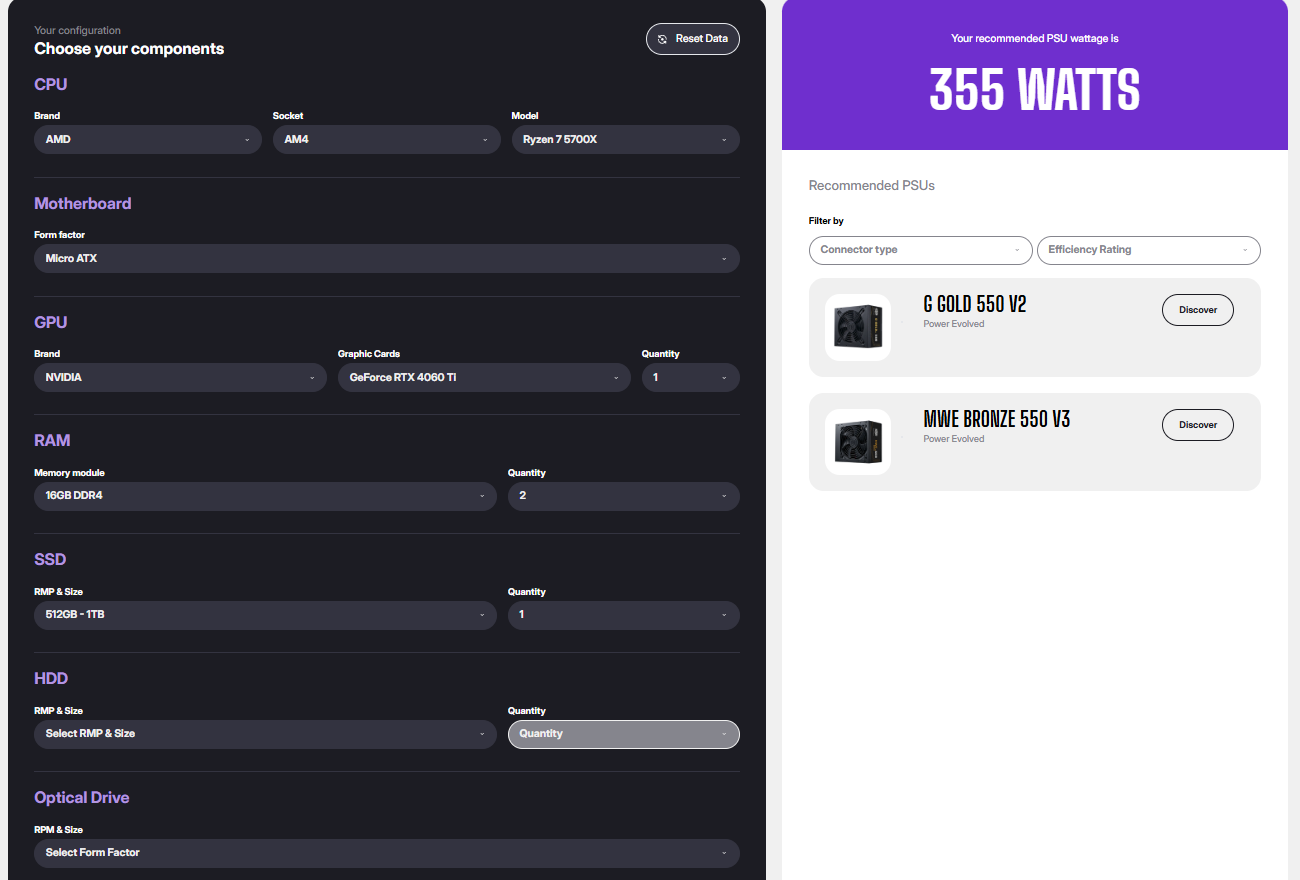 Your configuration
Choose your components
Reset Data
CPU
Brand
Socket
Model
AMD
AM4
Ryzen 7 5700X
Motherboard
Form factor
Micro ATX
GPU
Brand
Graphic Cards
Quantity
NVIDIA
GeForce RTX 4060 Ti
1
RAM
Memory module
Quantity
16GB DDR4
2
SSD
RMP & Size
Quantity
512GB - 1TB
1
HDD
RMP & Size
Quantity
Select RMP & Size
Quantity
Optical Drive
RPM & Size
Select Form Factor
Your recommended PSU wattage is
355 WATTS
Recommended PSUs
Filter by
Connector type
Efficiency Rating
G GOLD 550 V2
Power Evolved
Discover
MWE BRONZE 550 V3
Power Evolved
Discover